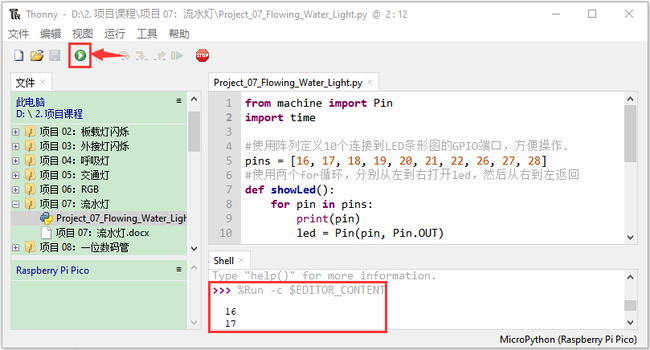 Thonny - D:\2.项目课程\项目 07：流水灯\Project_07_Flowing_Water_Light.py @ 2 : 12
文件 编辑 视图 运行 工具 帮助
STOP
文件
此电脑
D: \ 2.项目课程
项目 02：板载灯闪烁
项目 03：外接灯闪烁
项目 04：呼吸灯
项目 05：交通灯
项目 06：RGB
项目 07：流水灯
Project_07_Flowing_Water_Ligh
项目 07：流水灯.docx
项目 08：一位数码管
Raspberry Pi Pico
Project_07_Flowing_Water_Light.py
1 from machine import Pin
2 import time
3
4 #使用阵列定义10个连接到LED条形图的GPIO端口，方便操作.
5 pins = [16, 17, 18, 19, 20, 21, 22, 26, 27, 28]
6 #使用两个for循环，分别从左到右打开led，然后从右到左返回
7 def showLed():
8 for pin in pins:
9 print(pin)
10 led = Pin(pin, Pin.OUT)
Shell
Type "help()" for more information.
>>> %Run -c $EDITOR_CONTENT
16
17
MicroPython (Raspberry Pi Pico)